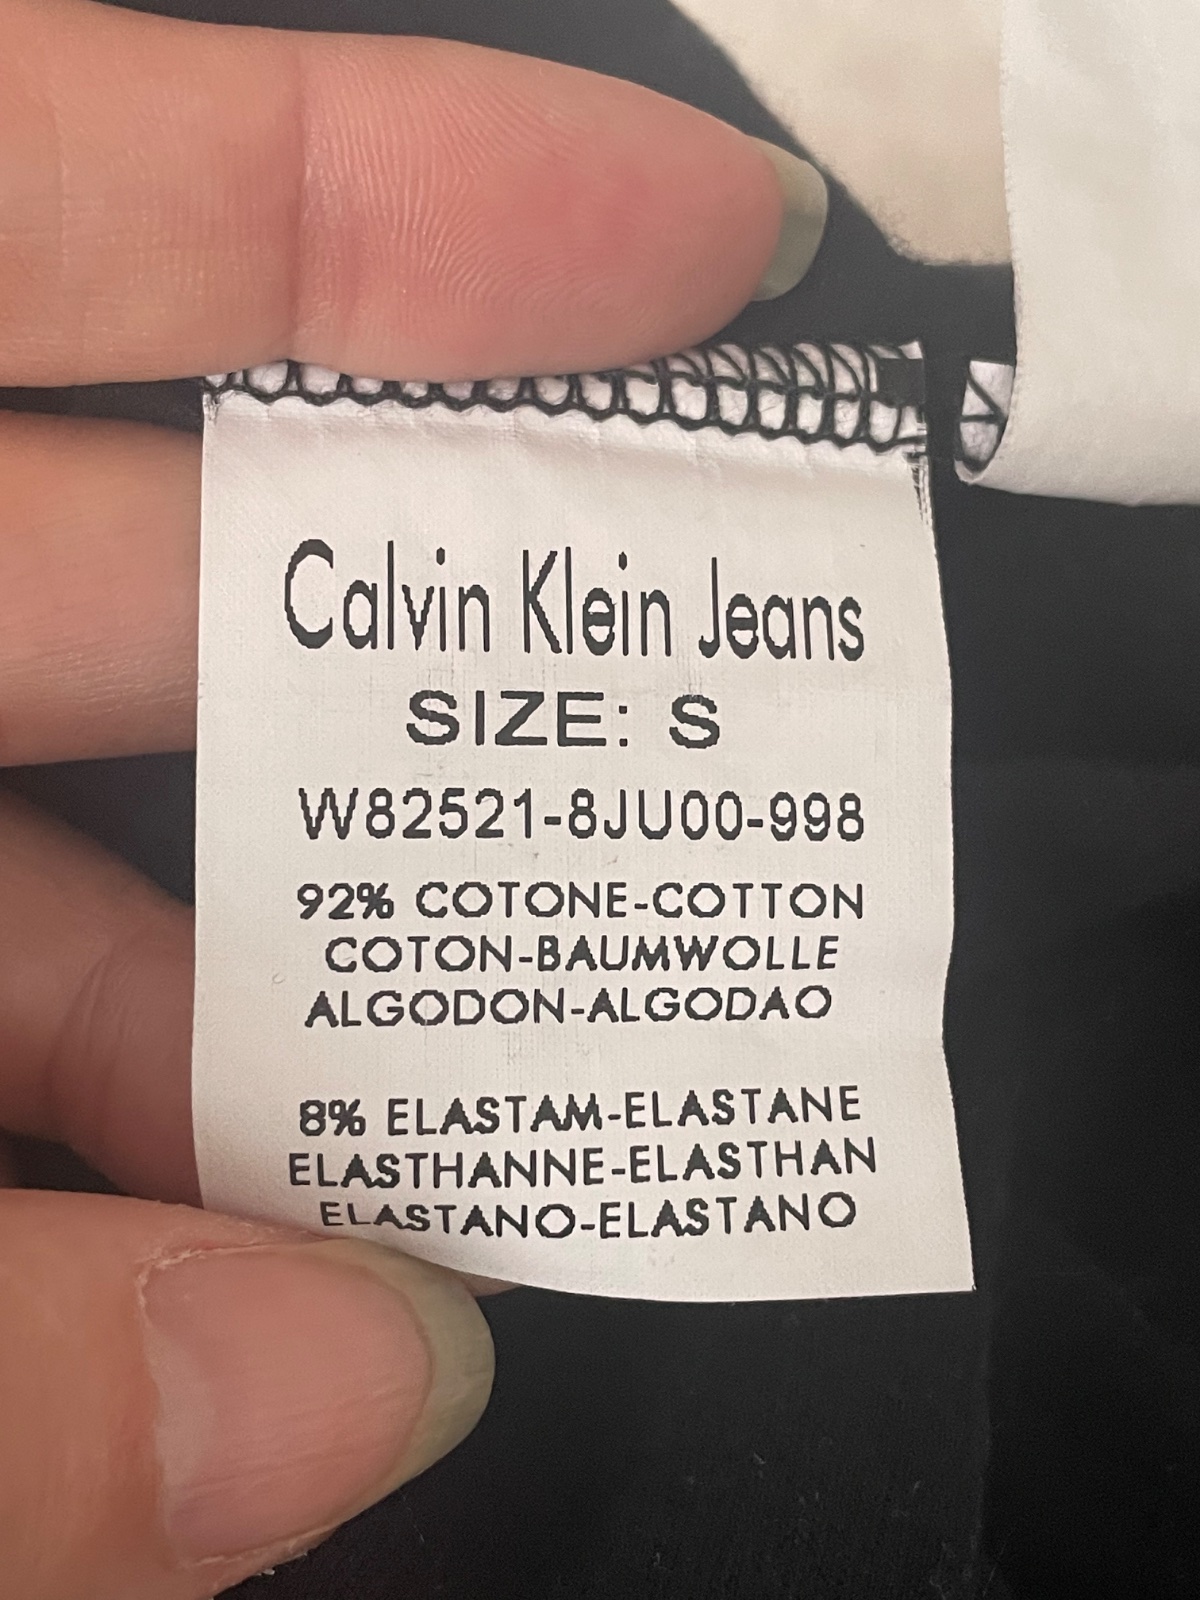 Calvin Klein Jeans
SIZE: S
W82521-8JU00-998
92% COTONE-COTTON
COTON-BAUMWOLLE
ALGODON-ALGODAO
8% ELASTAM-ELASTANE
ELASTHANNE-ELASTHAN
ELASTANO-ELASTANO